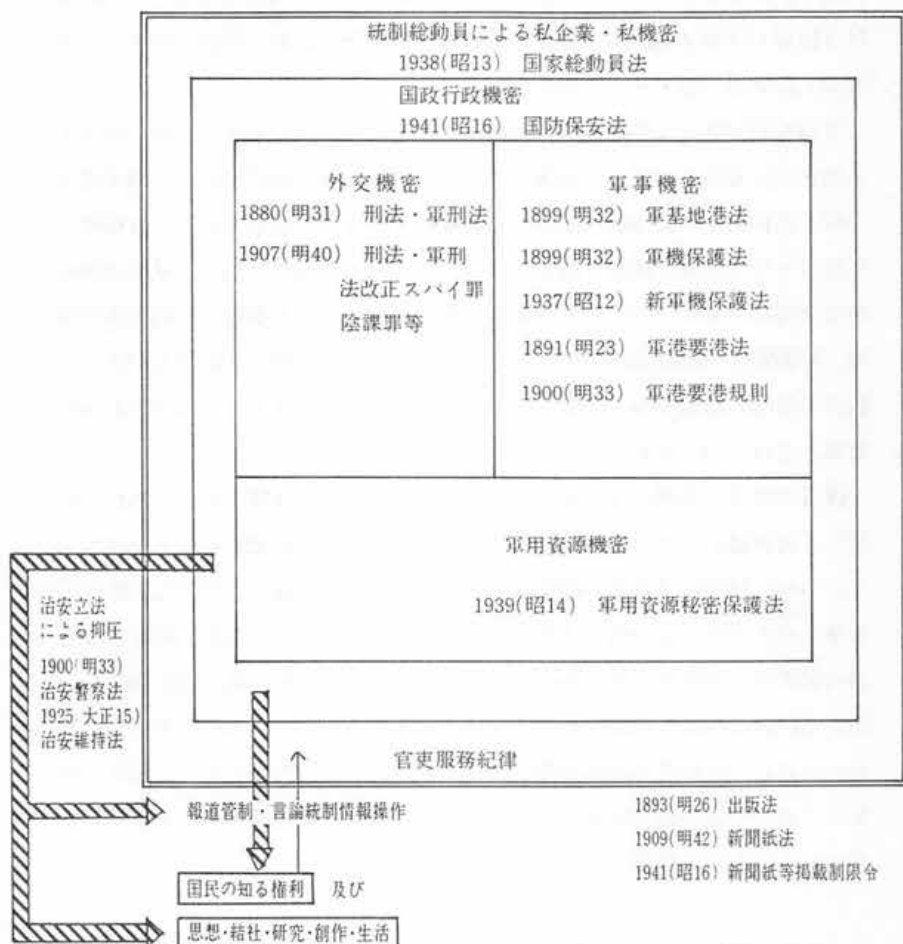 統制総動員による私企業・私機密
1938(昭13) 国家総動員法
国政行政機密
1941(昭16) 国防保安法
外交機密
1880(明31) 刑法・軍刑法
1907(明40) 刑法・軍刑
法改正スパイ罪
陰謀罪等
軍事機密
1899(明32) 軍基地港法
1899(明32) 軍機保護法
1937(昭12) 新軍機保護法
1891(明23) 軍港要港法
1900(明33) 軍港要港規則
軍用資源機密
1939(昭14) 軍用資源秘密保護法
官吏服務紀律
治安立法
による抑圧
1900(明33)
治安警察法
1925 大正15)
治安維持法
報道管制・言論統制情報操作
国民の知る権利 及び
思想・結社・研究・創作・生活
1893(明26) 出版法
1909(明42) 新聞紙法
1941(昭16) 新聞紙等掲載制限令